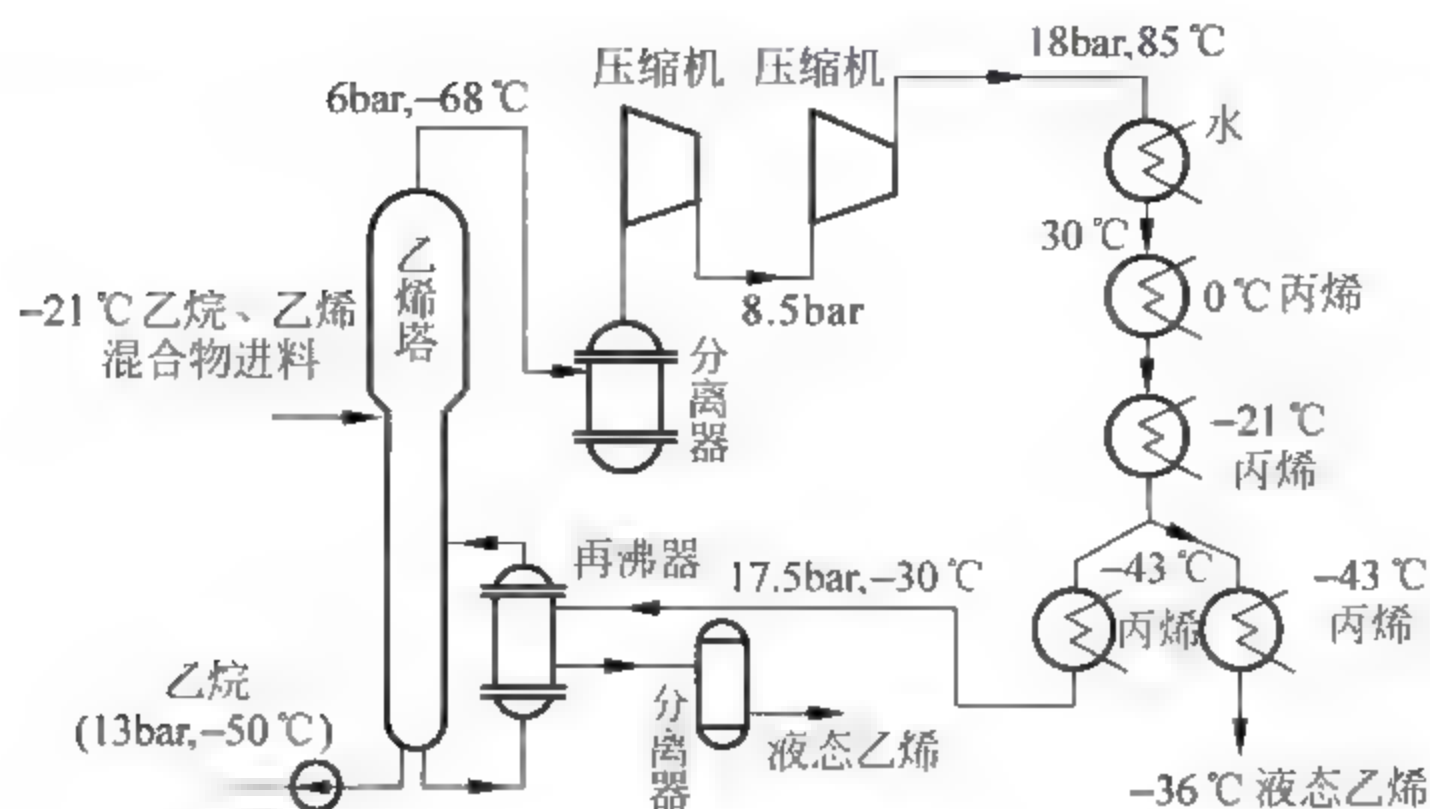 压缩机 压缩机
18bar,85℃
6bar,-68℃
水
30℃
乙烯塔
0℃丙烯
-21℃乙烷、乙烯
混合物进料
8.5bar
分离器
-21℃
丙烯
再沸器
17.5bar,-30℃
-43℃
丙烯
-43℃
丙烯
乙烷
(13bar,-50℃)
分离器
液态乙烯
-36℃液态乙烯